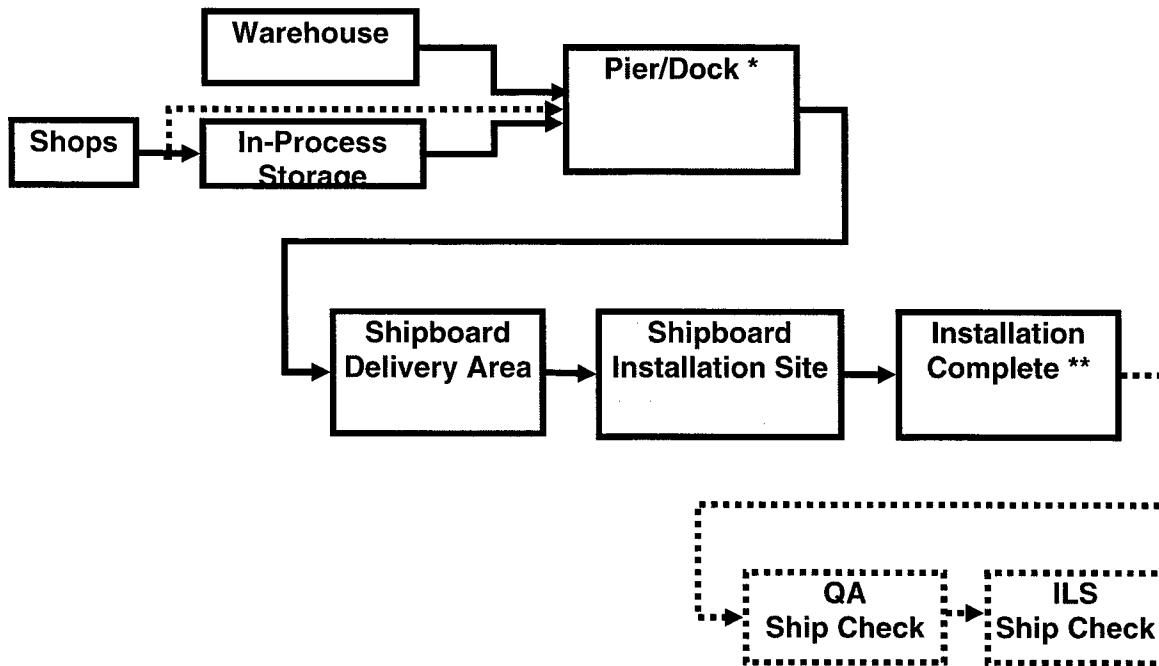 Warehouse
Pier/Dock *
Shops
In-Process
Storage
Shipboard
Delivery Area
Shipboard
Installation Site
Installation
Complete **
QA
Ship Check
ILS
Ship Check